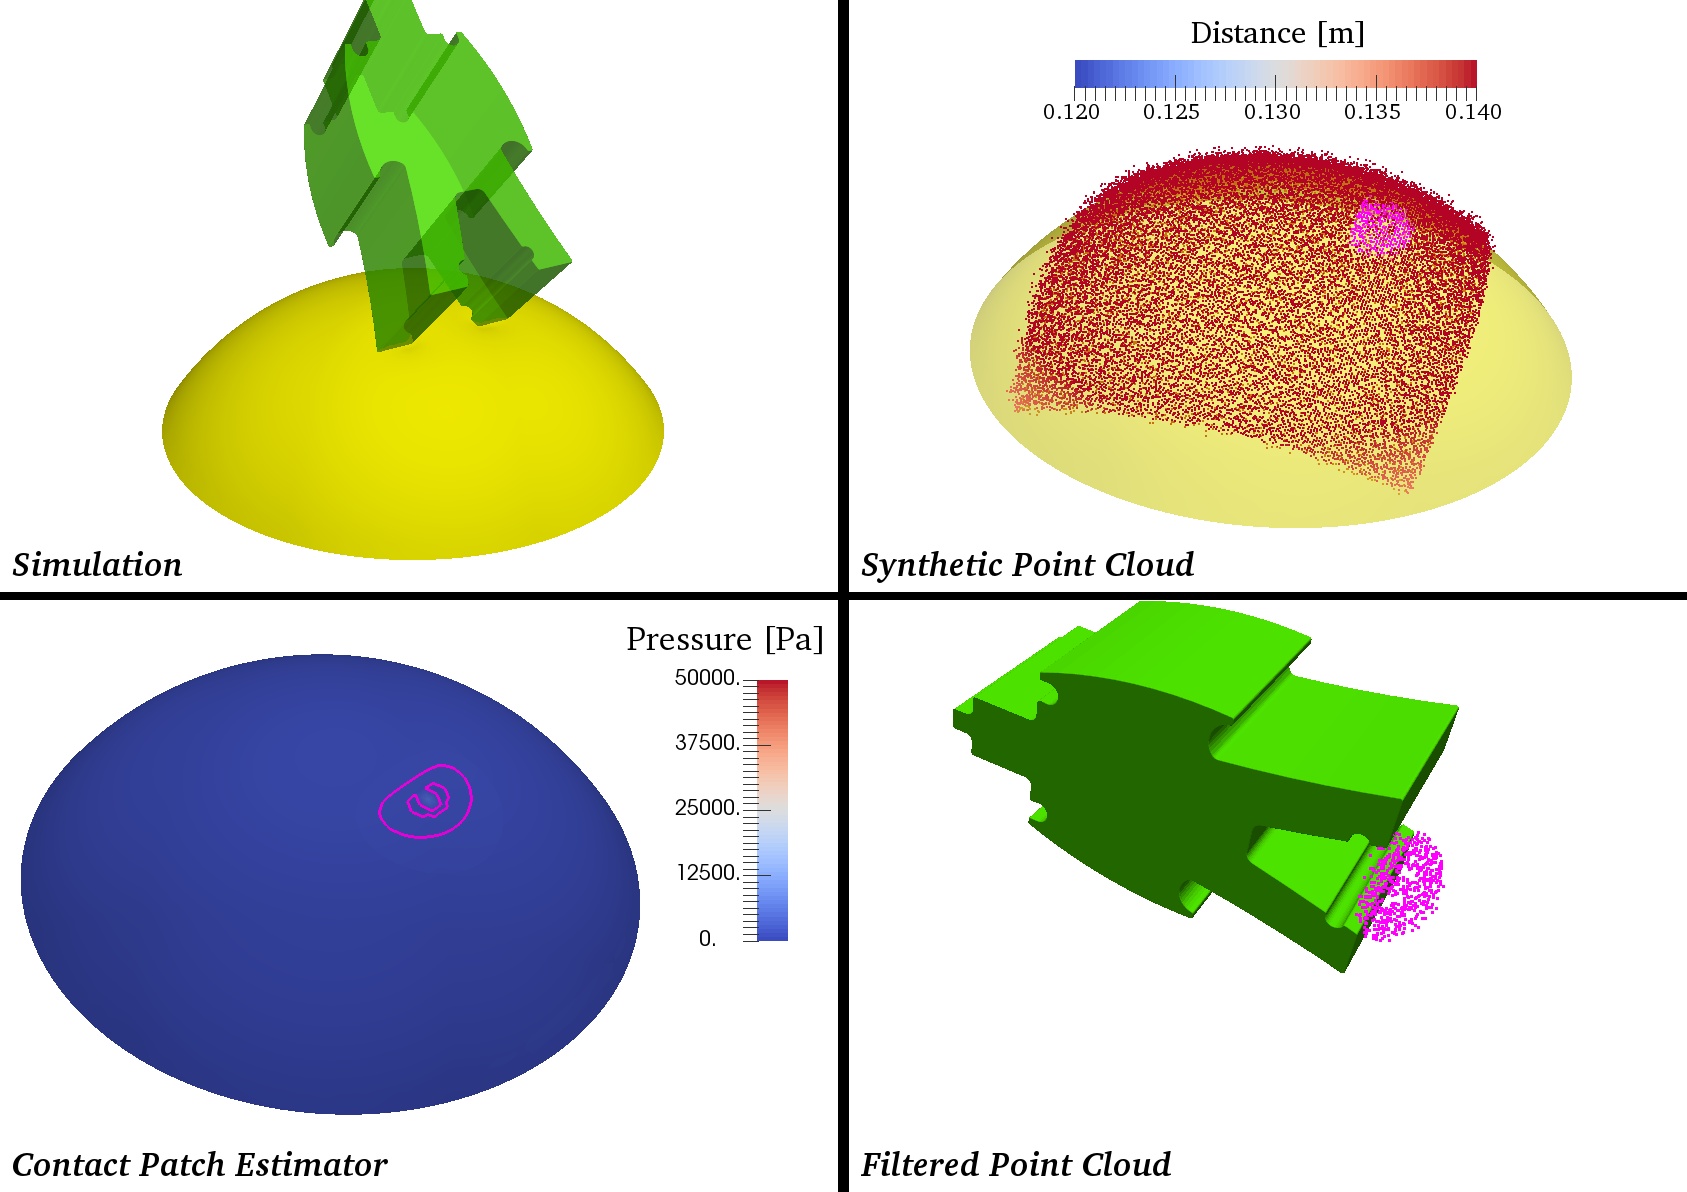 Distance [m]
0.120 0.125 0.130 0.135 0.140
Simulation
Synthetic Point Cloud
Pressure [Pa]
50000.
37500.
25000.
12500.
0.
Contact Patch Estimator
Filtered Point Cloud